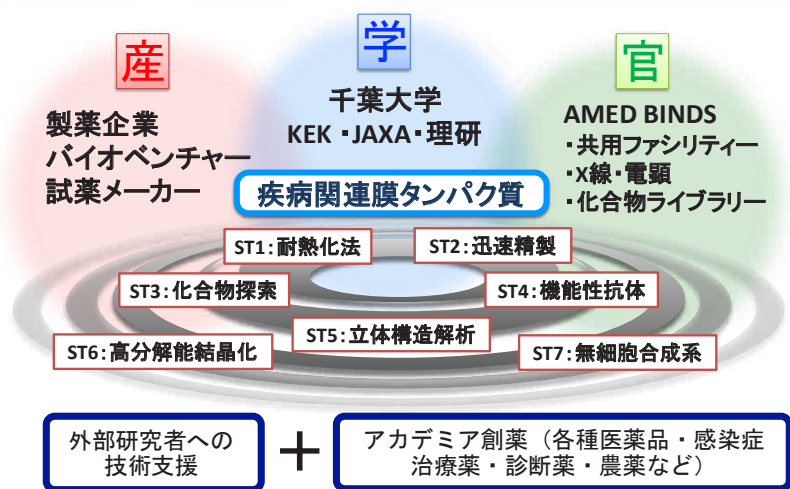 産
学
官
製薬企業
バイオベンチャー
試薬メーカー
千葉大学
KEK・JAXA・理研
AMED BINDS
・共用ファシリティー
・X線・電顕
・化合物ライブラリー
疾病関連膜タンパク質
ST1:耐熱化法
ST2:迅速精製
ST3:化合物探索
ST4:機能性抗体
ST5:立体構造解析
ST6:高分解能結晶化
ST7:無細胞合成系
外部研究者への
技術支援
＋
アカデミア創薬（各種医薬品・感染症
治療薬・診断薬・農薬など）